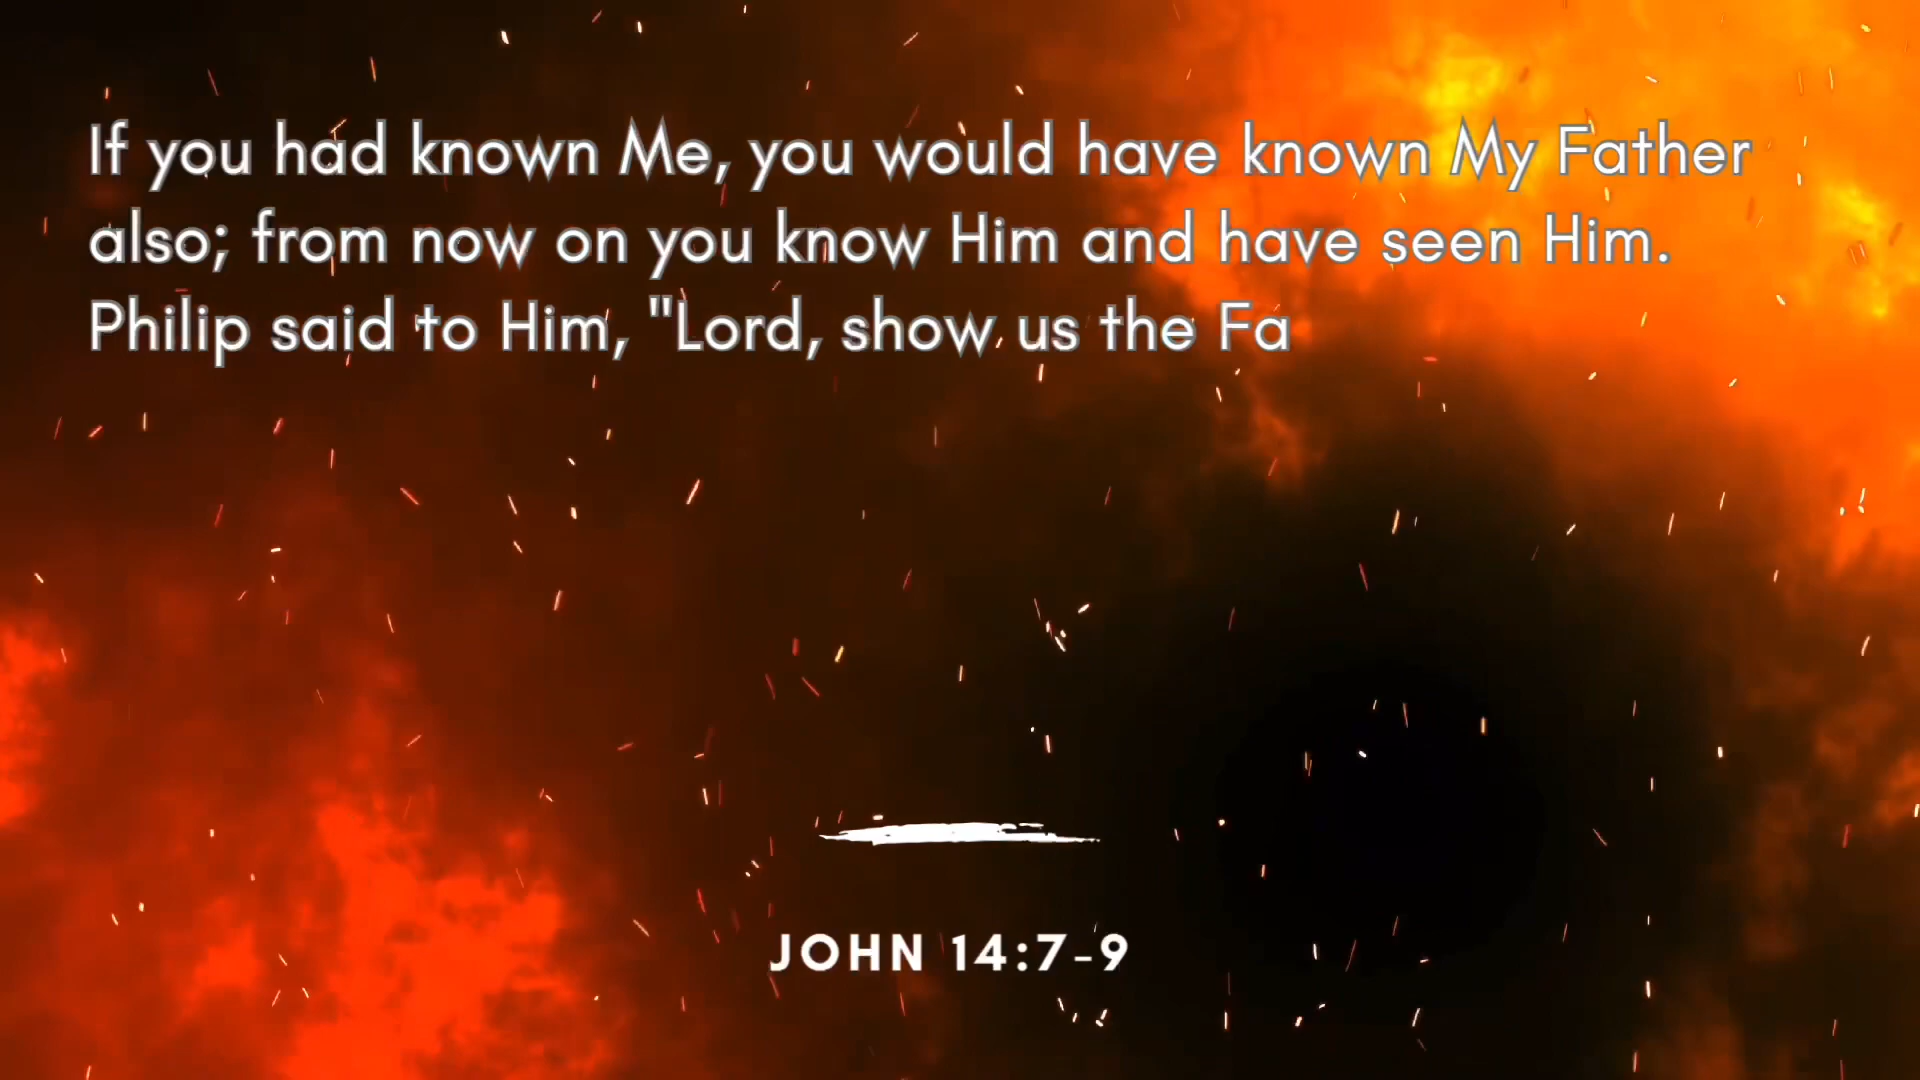 If you had known Me, you would have known My Father
also; from now on you know Him and have seen Him.
Philip said to Him, "Lord, show us the Fa
JOHN 14:7-9